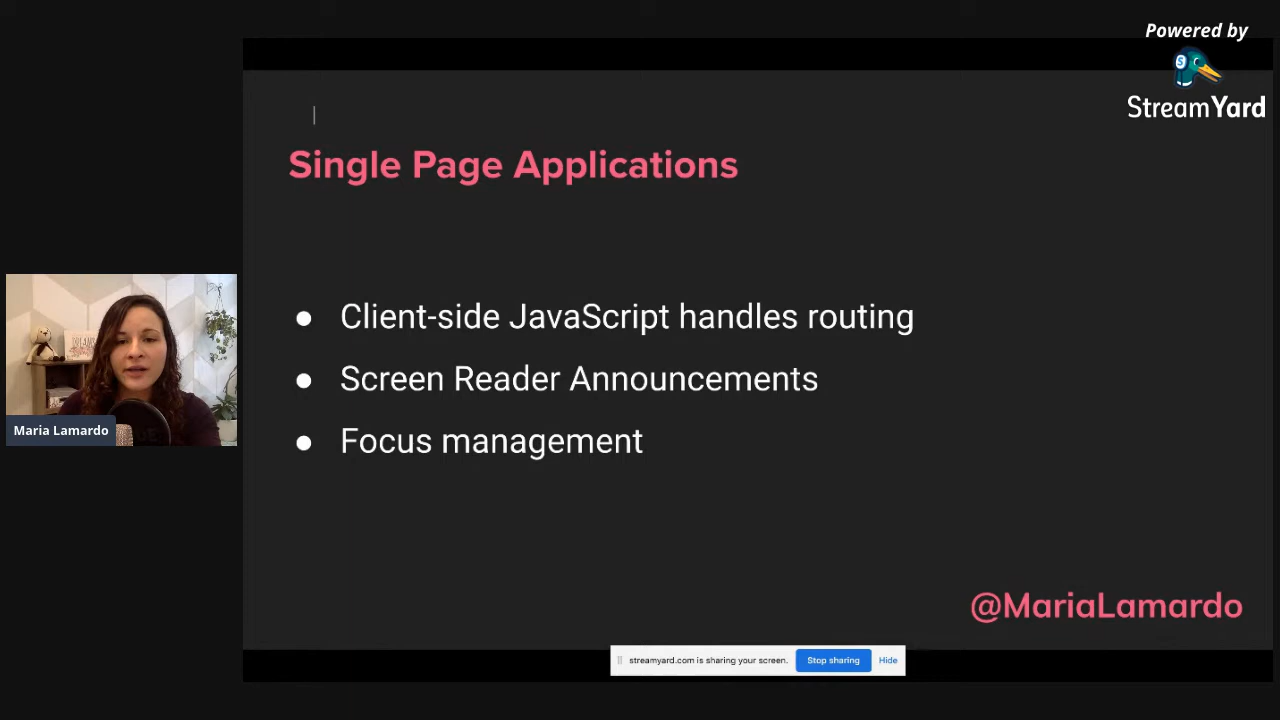 Powered by
StreamYard
Single Page Applications
● Client-side JavaScript handles routing
● Screen Reader Announcements
● Focus management
Maria Lamardo
@MariaLamardo
streamyard.com is sharing your screen. Stop sharing Hide